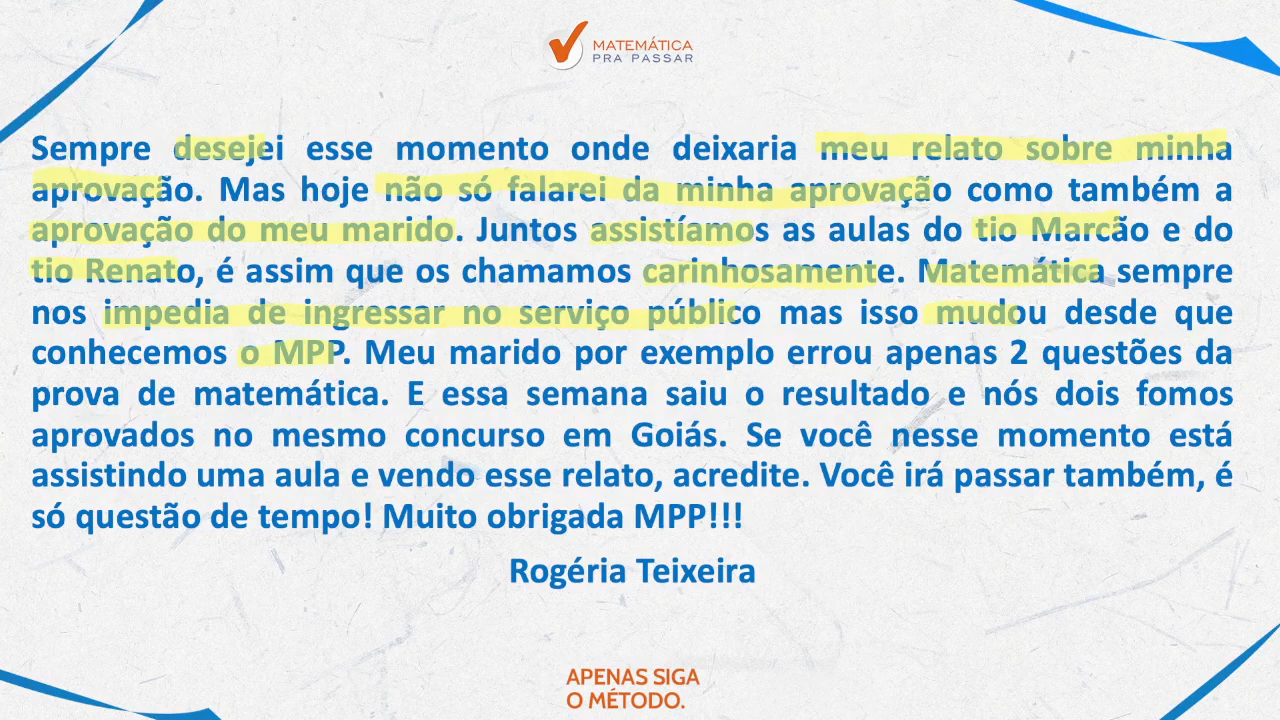 MATEMÁTICA
PRA PASSAR
Sempre desejei esse momento onde deixaria meu relato sobre minha
aprovação. Mas hoje não só falarei da minha aprovação como também a
aprovação do meu marido. Juntos assistíamos as aulas do tio Marcão e do
tio Renato, é assim que os chamamos carinhosamente. Matemática sempre
nos impedia de ingressar no serviço público mas isso mudou desde que
conhecemos o MPP. Meu marido por exemplo errou apenas 2 questões da
prova de matemática. E essa semana saiu o resultado e nós dois fomos
aprovados no mesmo concurso em Goiás. Se você nesse momento está
assistindo uma aula e vendo esse relato, acredite. Você irá passar também, é
só questão de tempo! Muito obrigada MPP!!!
Rogéria Teixeira
APENAS SIGA
O MÉTODO.